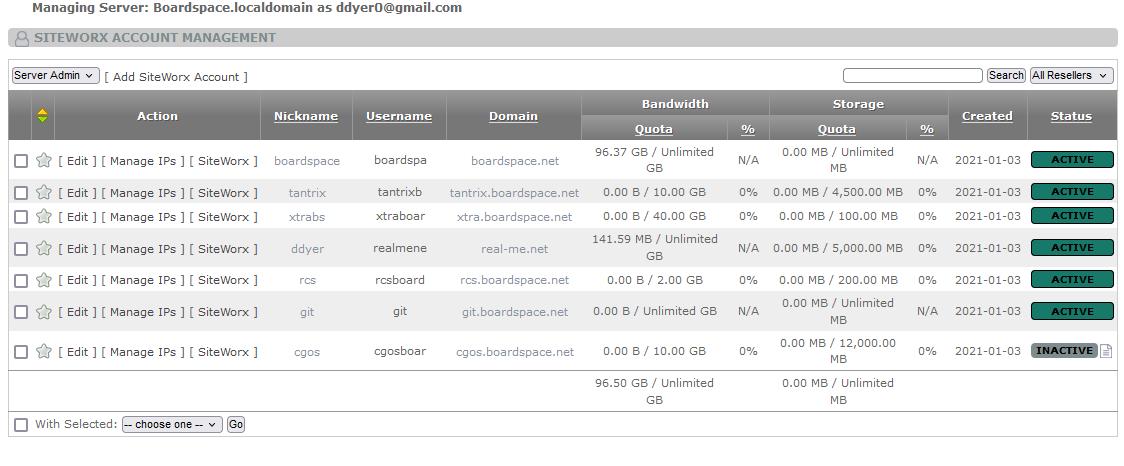 Managing Server: Boardspace.localdomain as ddyer0@gmail.com
SITEWORX ACCOUNT MANAGEMENT
Server Admin [ Add SiteWorx Account ] Search All Resellers
Bandwidth Storage
Action Nickname Username Domain Created Status
Quota % Quota %
96.37 GB / Unlimited 0.00 MB / Unlimited
[ Edit ] [ Manage IPs ] [ SiteWorx ] boardspace boardspa boardspace.net N/A N/A 2021-01-03 ACTIVE
GB MB
[ Edit ] [ Manage IPs ] [ SiteWorx ] tantrix tantrixb tantrix.boardspace.net 0.00 B / 10.00 GB 0% 0.00 MB / 4,500.00 MB 0% 2021-01-03 ACTIVE
[ Edit ] [ Manage IPs ] [ SiteWorx ] xtrabs xtraboar xtra.boardspace.net 0.00 B / 40.00 GB 0% 0.00 MB / 100.00 MB 0% 2021-01-03 ACTIVE
141.59 MB / Unlimited
[ Edit ] [ Manage IPs ] [ SiteWorx ] ddyer realmene real-me.net N/A 0.00 MB / 5,000.00 MB 0% 2021-01-03 ACTIVE
GB
[ Edit ] [ Manage IPs ] [ SiteWorx ] rcs rcsboard rcs.boardspace.net 0.00 B / 2.00 GB 0% 0.00 MB / 200.00 MB 0% 2021-01-03 ACTIVE
0.00 MB / Unlimited
[ Edit ] [ Manage IPs ] [ SiteWorx ] git git git.boardspace.net 0.00 B / Unlimited GB N/A N/A 2021-01-03 ACTIVE
MB
0.00 MB / 12,000.00
[ Edit ] [ Manage IPs ] [ SiteWorx ] cgos cgosboar cgos.boardspace.net 0.00 B / 10.00 GB 0% 0% 2021-01-03 INACTIVE
MB
96.50 GB / Unlimited 0.00 MB / Unlimited
GB MB
With Selected: -- choose one -- Go